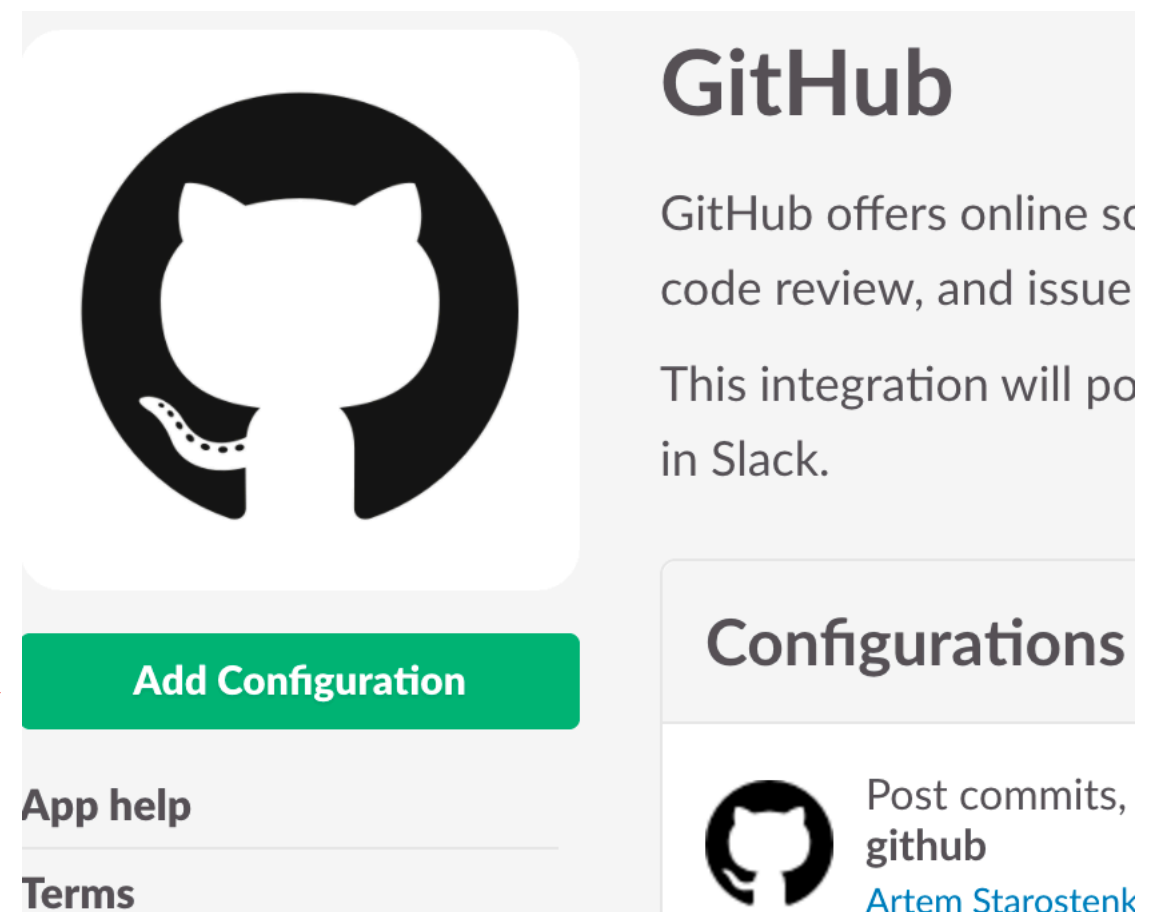 GitHub
GitHub offers online
code review, and issue
This integration will
in Slack.
Add Configuration
App help
Terms
Configurations
Post commits,
github
Artem